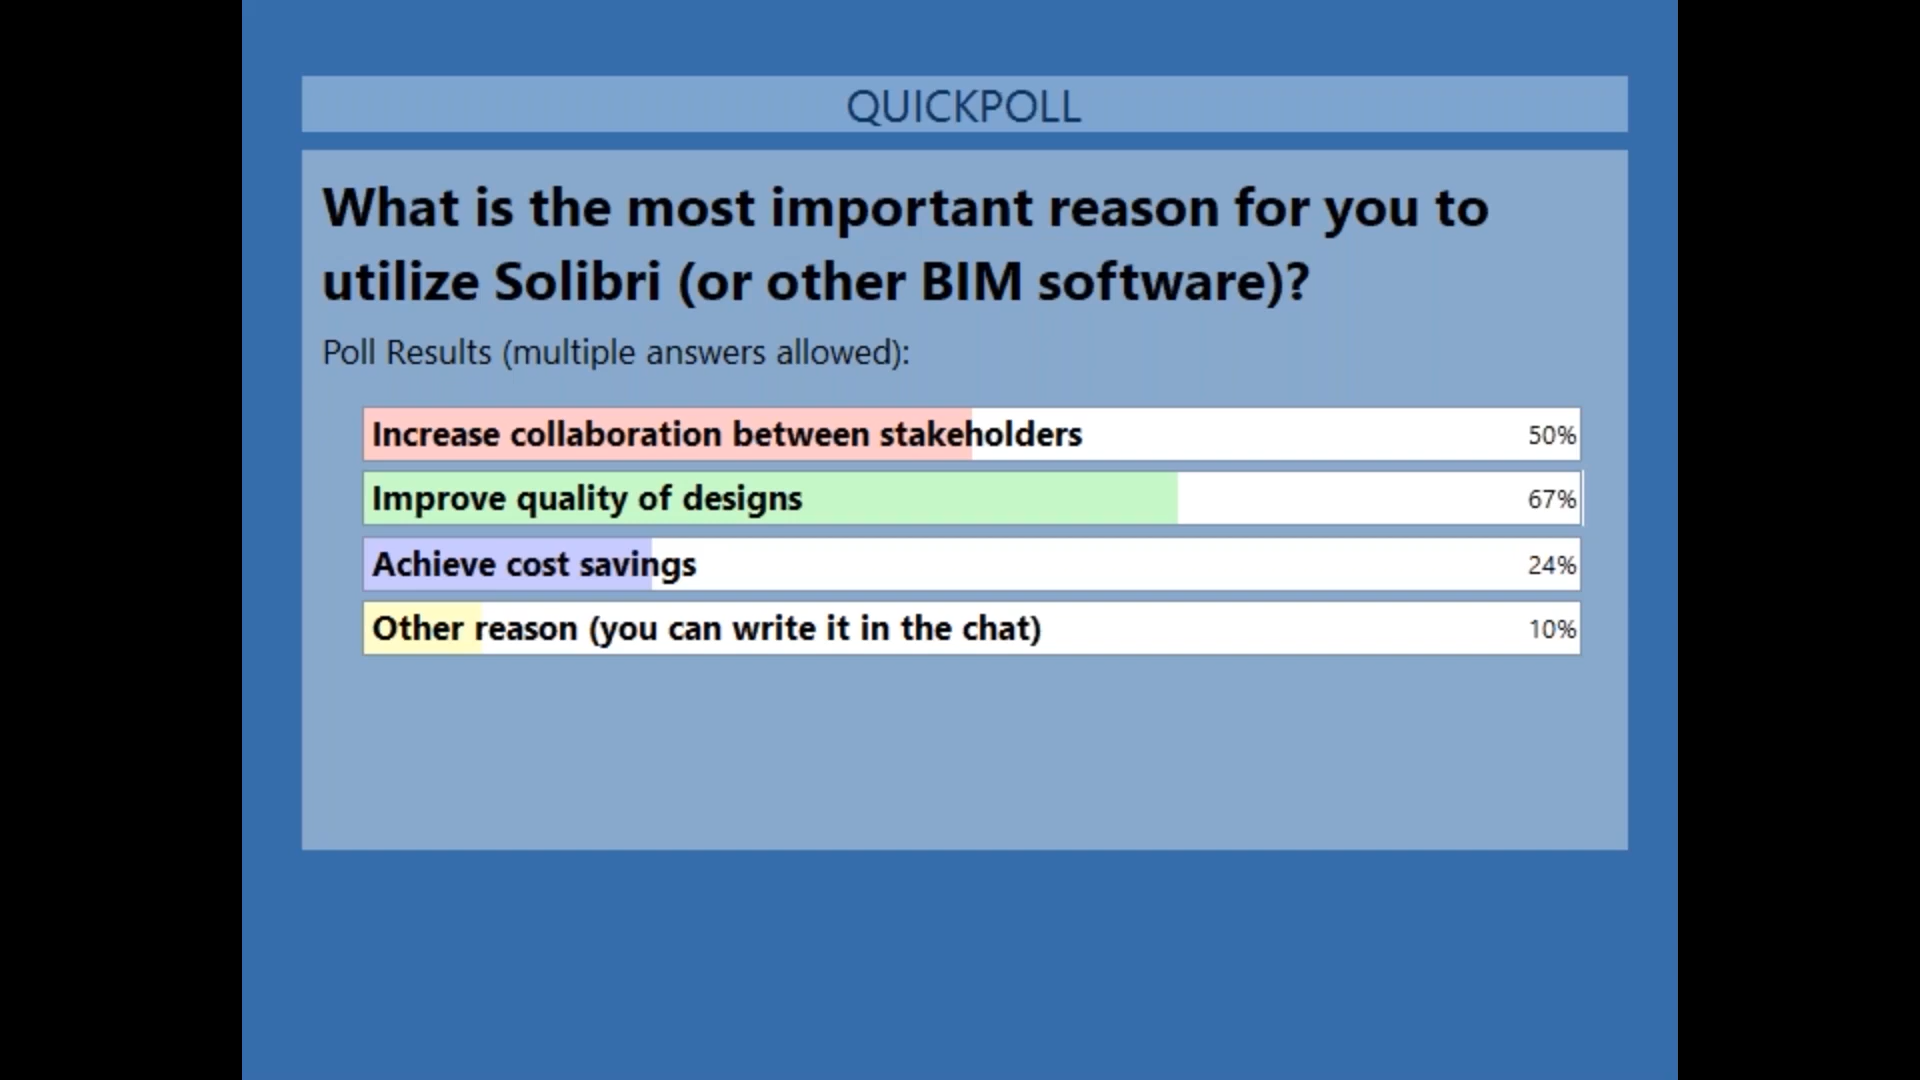 QUICKPOLL
What is the most important reason for you to
utilize Solibri (or other BIM software)?
Poll Results (multiple answers allowed):
Increase collaboration between stakeholders 50%
Improve quality of designs 67%
Achieve cost savings 24%
Other reason (you can write it in the chat) 10%